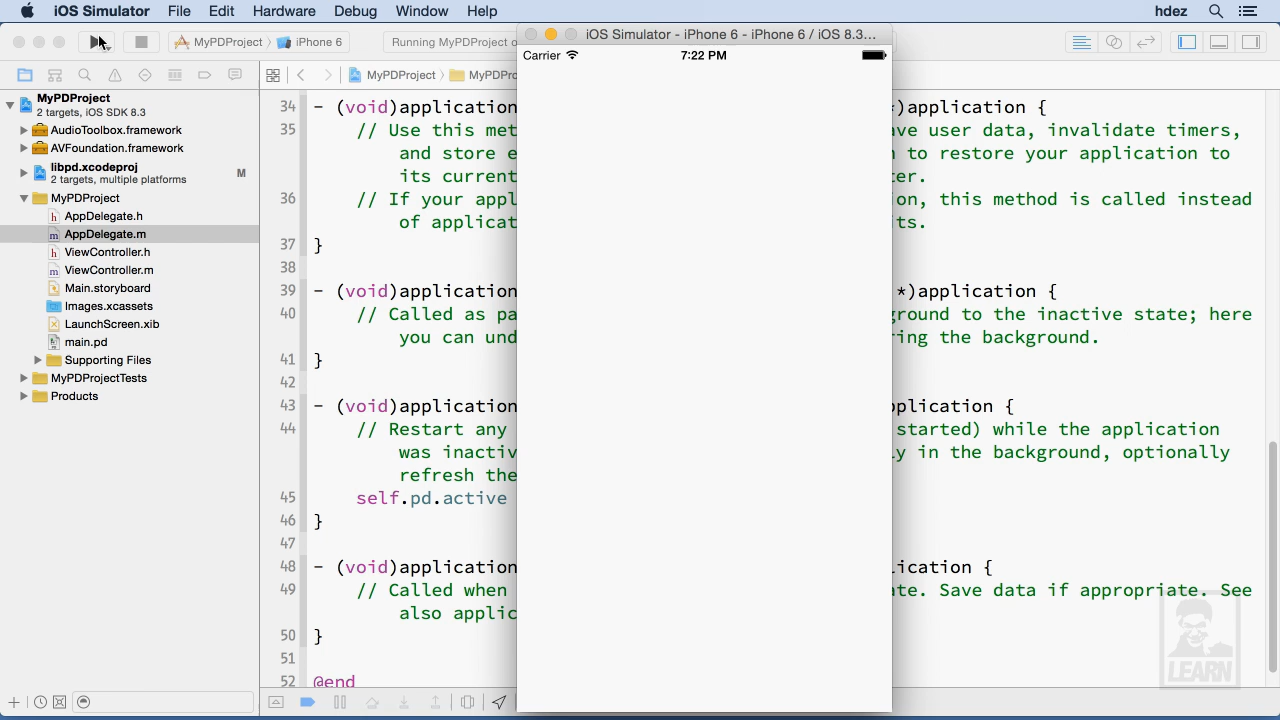 iOS Simulator File Edit Hardware Debug Window Help hdez
MyPDProject iPhone 6 Running MyPDProject o
iOS Simulator - iPhone 6 - iPhone 6 / iOS 8.3...
Carrier 7:22 PM
MyPDProject MyPDPro
MyPDProject
2 targets, iOS SDK 8.3
AudioToolbox.framework
AVFoundation.framework
libpd.xcodeproj M
2 targets, multiple platforms
MyPDProject
AppDelegate.h
AppDelegate.m
ViewController.h
ViewController.m
Main.storyboard
Images.xcassets
LaunchScreen.xib
main.pd
Supporting Files
MyPDProjectTests
Products
34 - (void)application *)application {
35 // Use this met ave user data, invalidate timers,
and store e n to restore your application to
its current ter.
36 // If your appl ion, this method is called instead
of applicat its.
37 }
38
39 - (void)application *)application {
40 // Called as pa ground to the inactive state; here
you can und ring the background.
41 }
42
43 - (void)application pplication {
44 // Restart any started) while the application
was inactiv ly in the background, optionally
refresh the
45 self.pd.active
46 }
47
48 - (void)application lication {
49 // Called when ate. Save data if appropriate. See
also applic
50 }
51
52 @end
LEARN